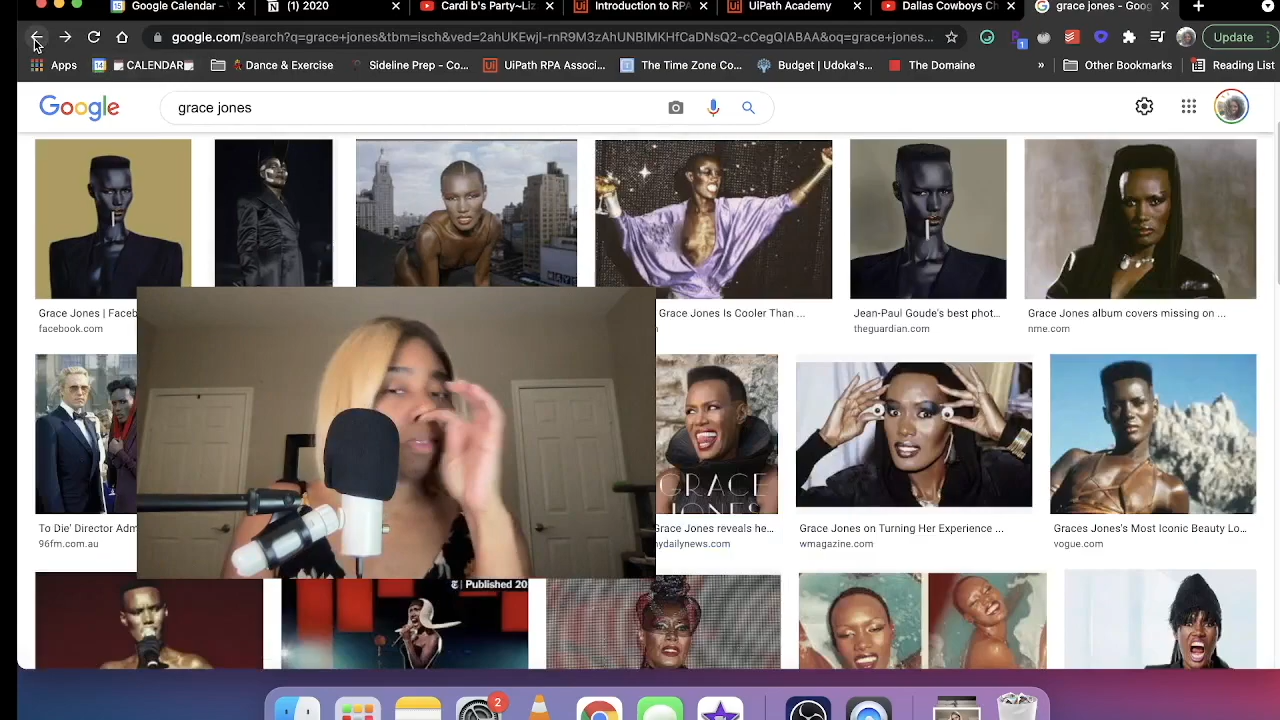 Google Calendar -
(1) 2020
Cardi b's Party~Liz
Introduction to RPA
UiPath Academy
Dallas Cowboys Ch
grace jones - Goog
google.com/search?q=grace+jones&tbm=isch&ved=2ahUKEwjl-rnR9M3zAhUNBlMKHfCaDNsQ2-cCegQIABAA&oq=grace+jones...
Update
Apps
CALENDAR
Dance & Exercise
Sideline Prep - Co...
UiPath RPA Associ...
The Time Zone Co...
Budget | Udoka's...
The Domaine
»
Other Bookmarks
Reading List
Google
grace jones
Grace Jones | Faceb
facebook.com
Grace Jones Is Cooler Than ...
Jean-Paul Goude's best phot...
theguardian.com
Grace Jones album covers missing on ...
nme.com
GRACE
JONES
To Die' Director Adm
96fm.com.au
Grace Jones reveals he...
nydailynews.com
Grace Jones on Turning Her Experience ...
wmagazine.com
Graces Jones's Most Iconic Beauty Lo...
vogue.com
| Published 20
2